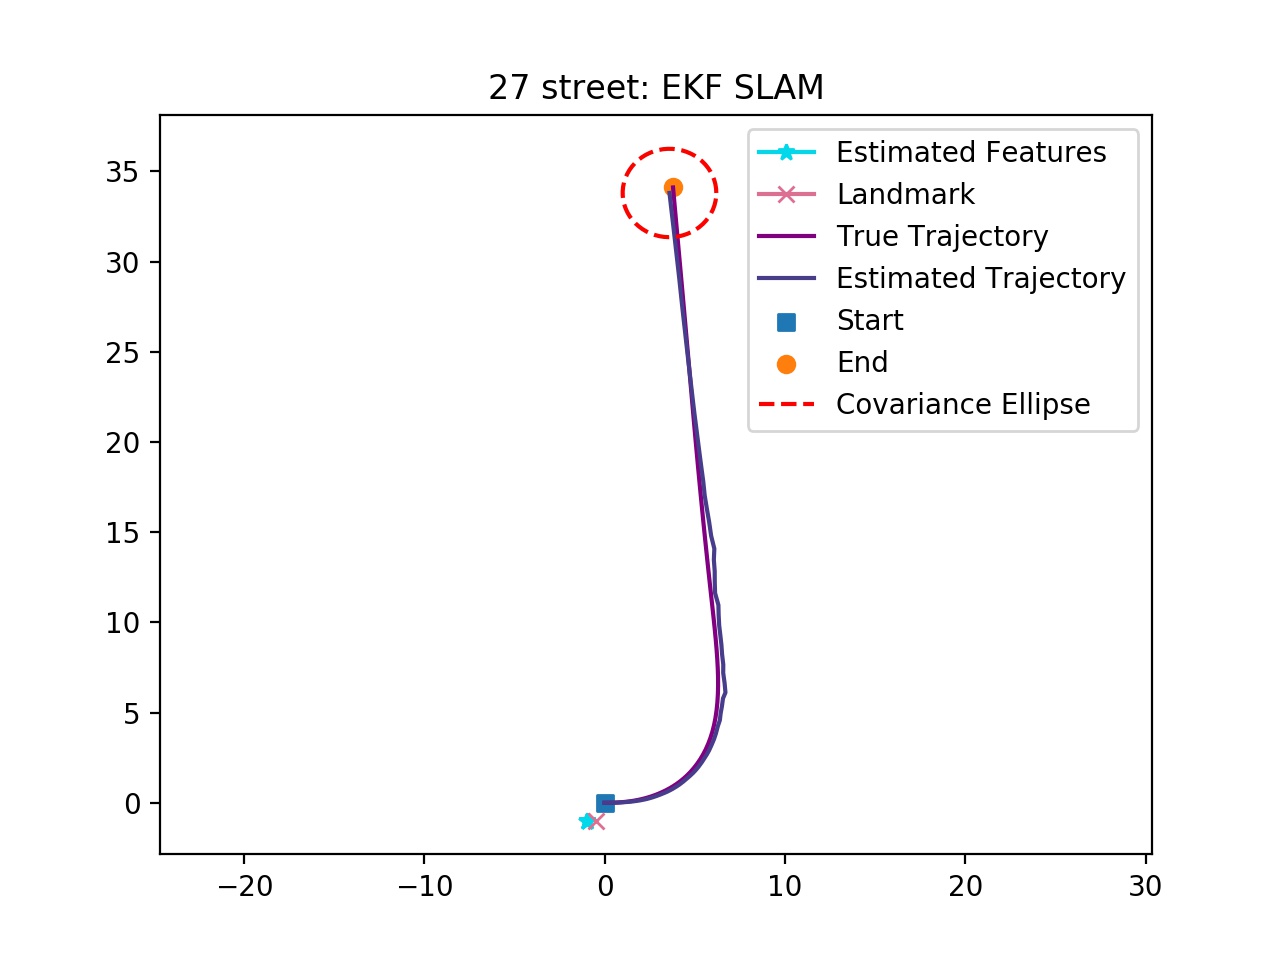 27 street: EKF SLAM
Estimated Features
Landmark
True Trajectory
Estimated Trajectory
Start
End
Covariance Ellipse
35
30
25
20
15
10
5
0
−20 −10 0 10 20 30